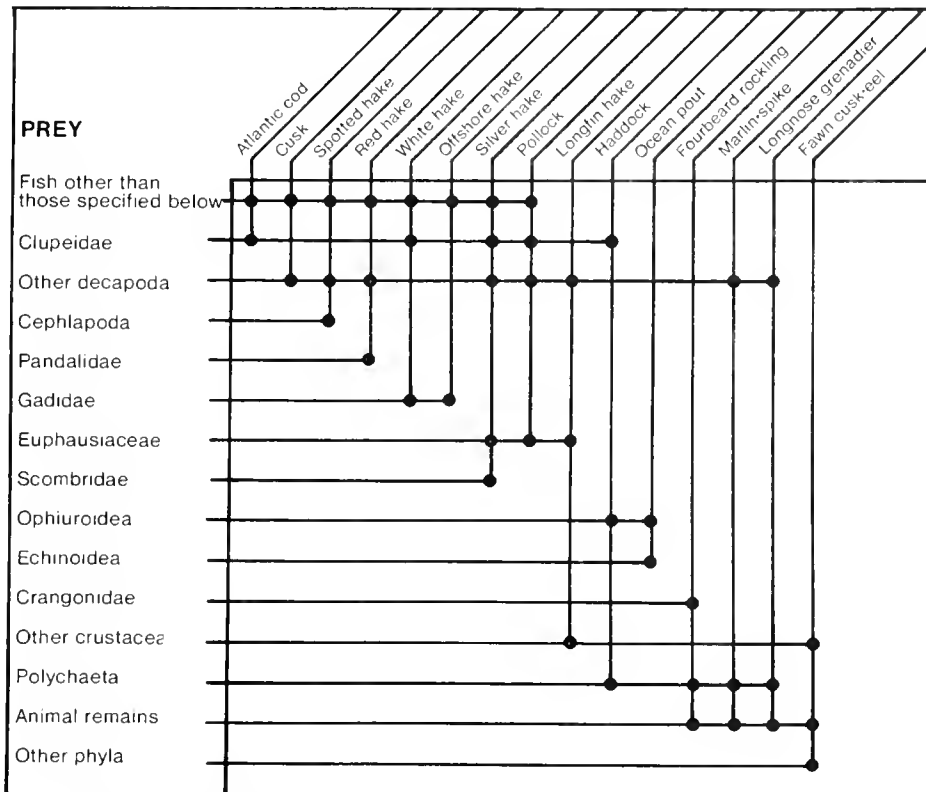 Atlantic cod
Cusk
Spotted hake
Red hake
White hake
Offshore hake
Silver hake
Pollock
Longfin hake
Haddock
Ocean pout
Fourbeard rockling
Marlin-spike
Longnose grenadier
Fawn cusk-eel
PREY
Fish other than
those specified below
Clupeidae
Other decapoda
Cephlapoda
Pandalidae
Gadidae
Euphausiaceae
Scombridae
Ophiuroidea
Echinoidea
Crangonidae
Other crustacea
Polychaeta
Animal remains
Other phyla